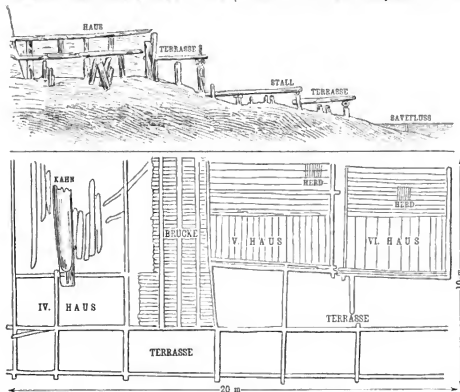 HAUS
TERRASSE
STALL
TERRASSE
SAVEFLUSS
KAHN
HERD
HERD
BRÜCKE
V. HAUS
VI. HAUS
IV. HAUS
TERRASSE
TERRASSE
20 m